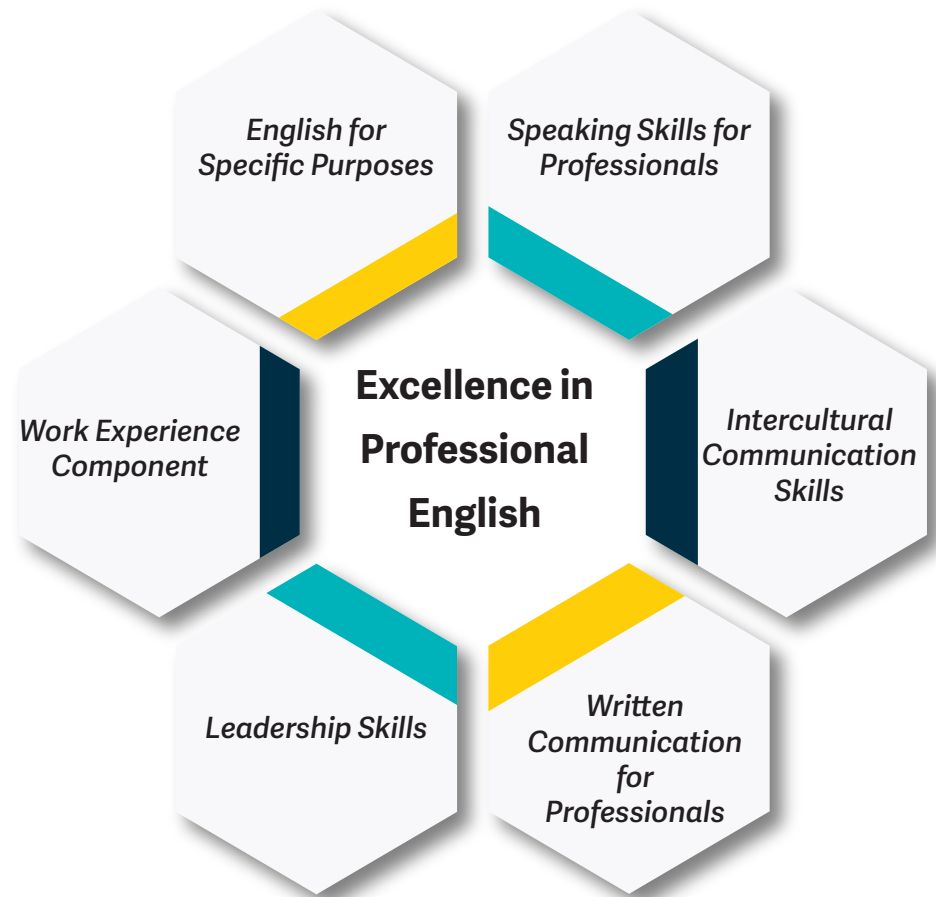 English for
Specific Purposes
Speaking Skills for
Professionals
Excellence in
Professional
English
Work Experience
Component
Intercultural
Communication
Skills
Leadership Skills
Written
Communication
for
Professionals